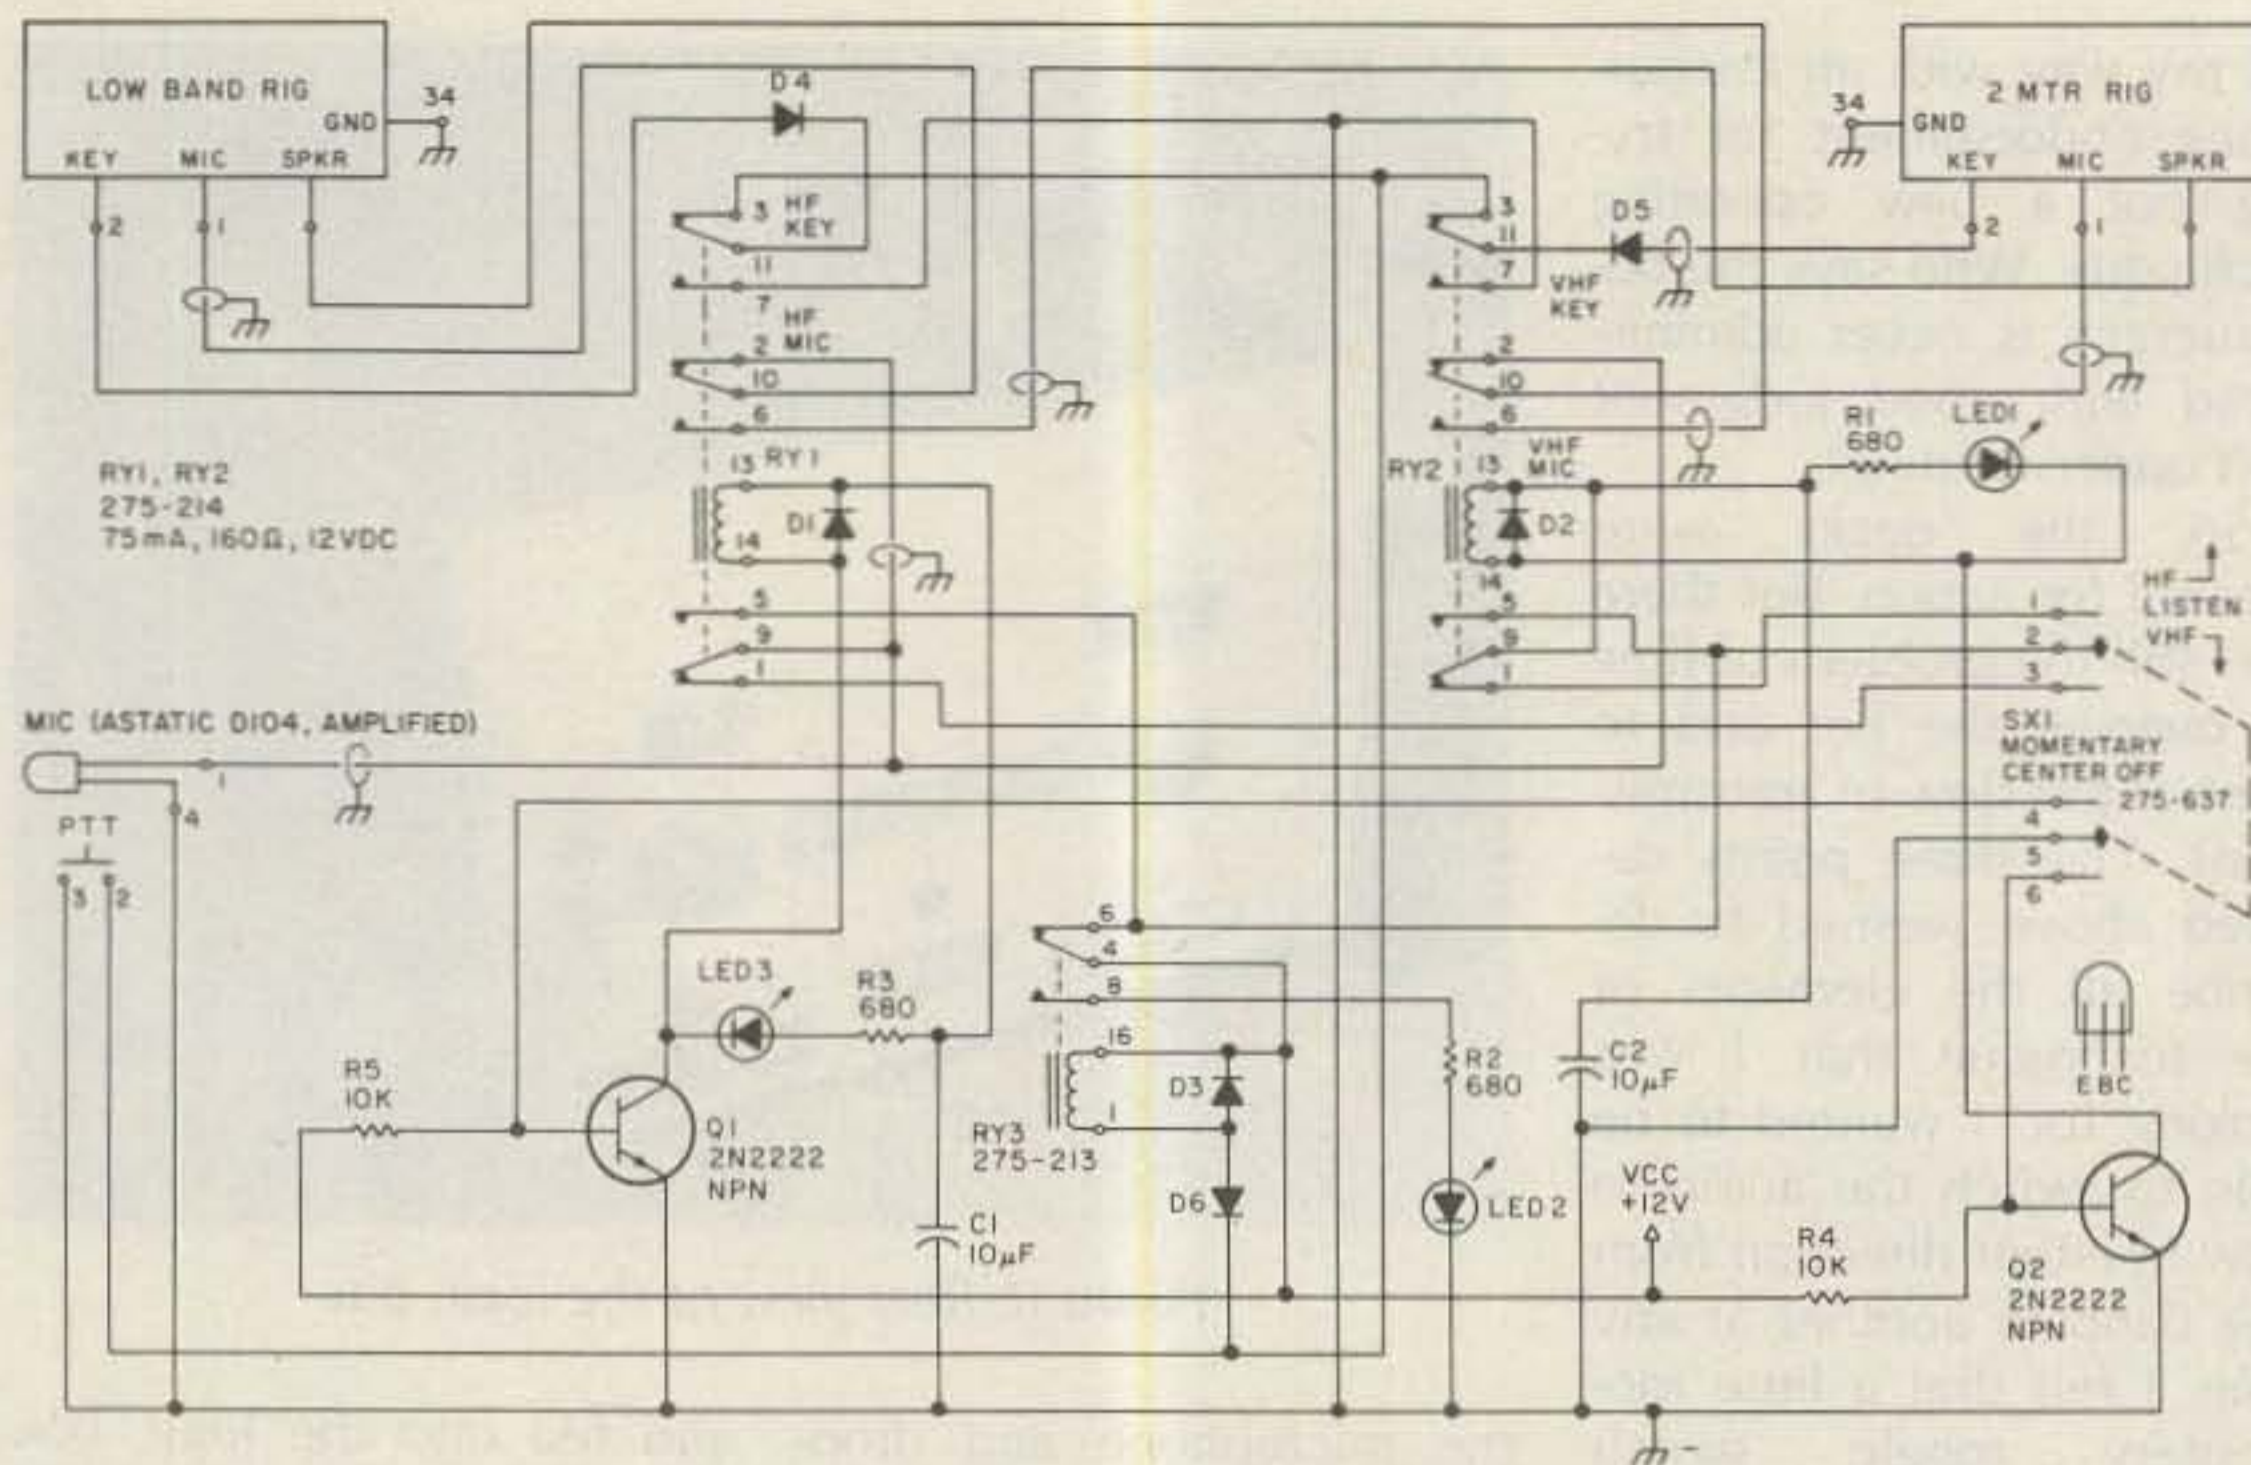 LOW BAND RIG
GND
34
KEY MIC SPKR
2
1
D4
3 HF KEY
11
7
HF MIC
2
10
6
13 RY1
14
D1
5
9
1
RY1, RY2
275-214
75mA, 160Ω, 12VDC
34
2 MTR RIG
GND
KEY MIC SPKR
2
1
3
11
7
D5
VHF KEY
2
10
6
VHF MIC
RY2
13
D2
14
5
9
1
R1
680
LED1
HF
LISTEN
VHF
1
2
3
SX1
MOMENTARY
CENTER OFF
275-637
4
5
6
MIC (ASTATIC D104, AMPLIFIED)
1
4
PTT
3
2
LED3
R3
680
R5
10K
Q1
2N2222
NPN
C1
10µF
6
4
8
16
1
D3
RY3
275-213
D6
R2
680
LED2
C2
10µF
VCC
+12V
R4
10K
EBC
Q2
2N2222
NPN
-